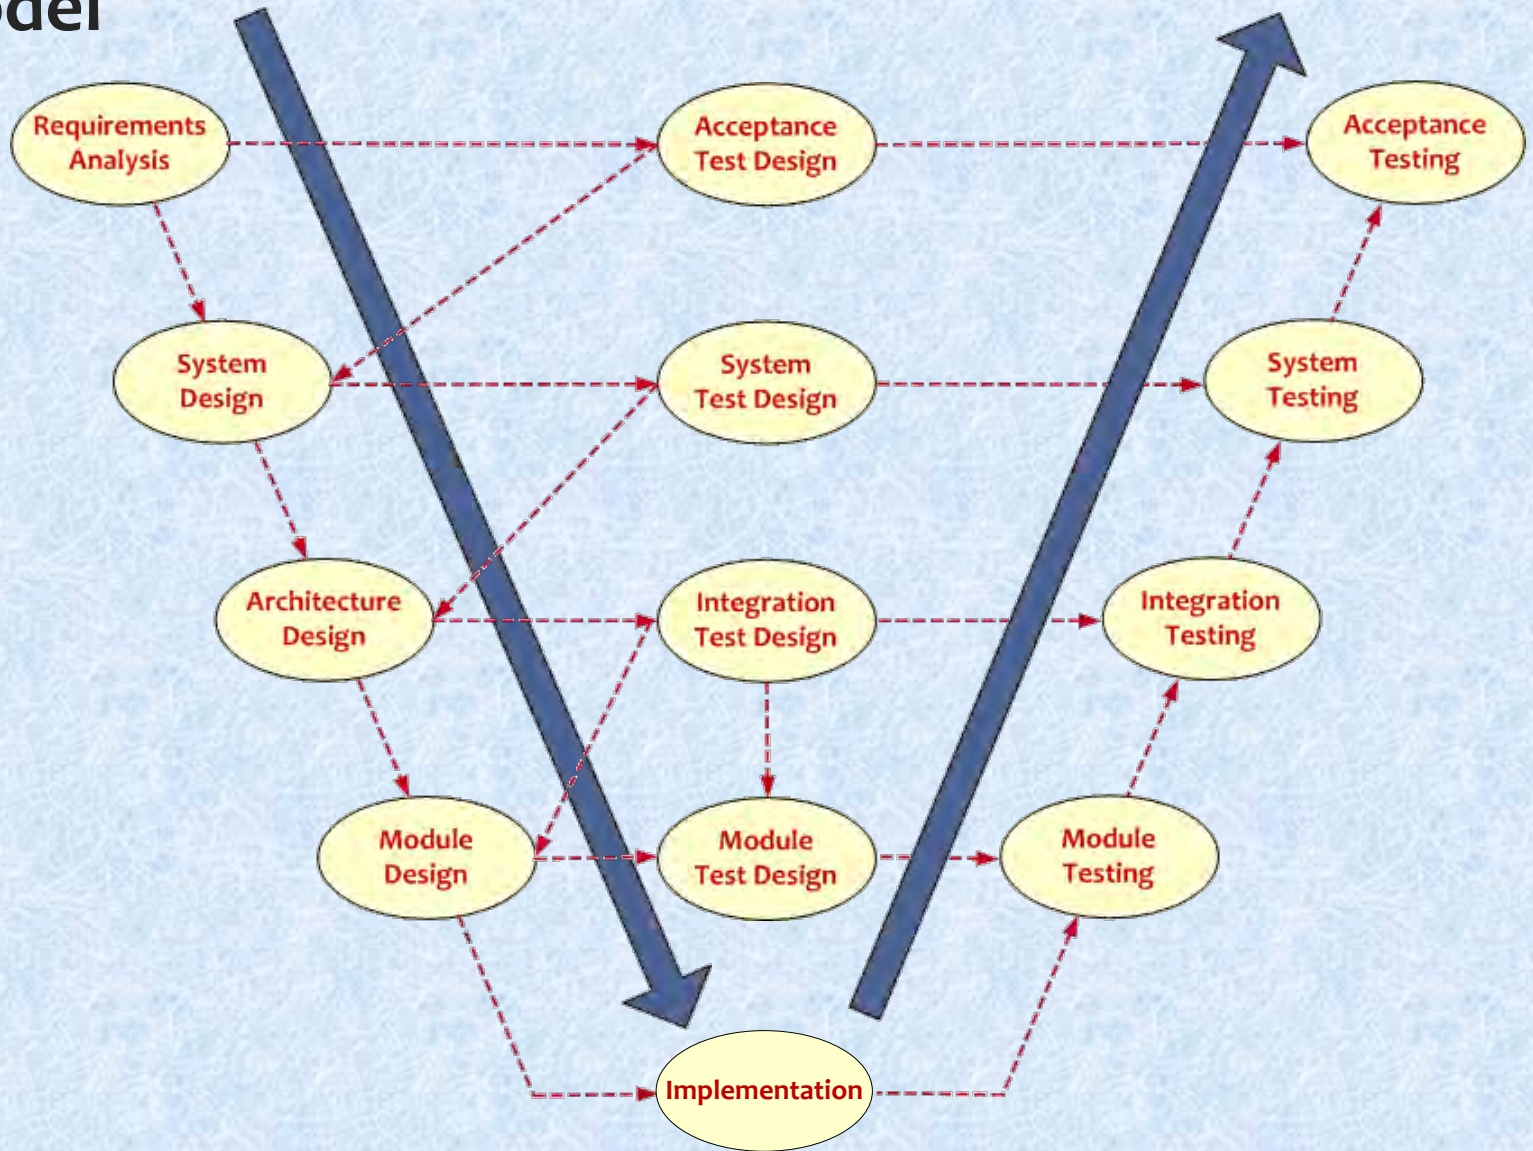 Requirements
Analysis
Acceptance
Test Design
Acceptance
Testing
System
Design
System
Test Design
System
Testing
Architecture
Design
Integration
Test Design
Integration
Testing
Module
Design
Module
Test Design
Module
Testing
Implementation